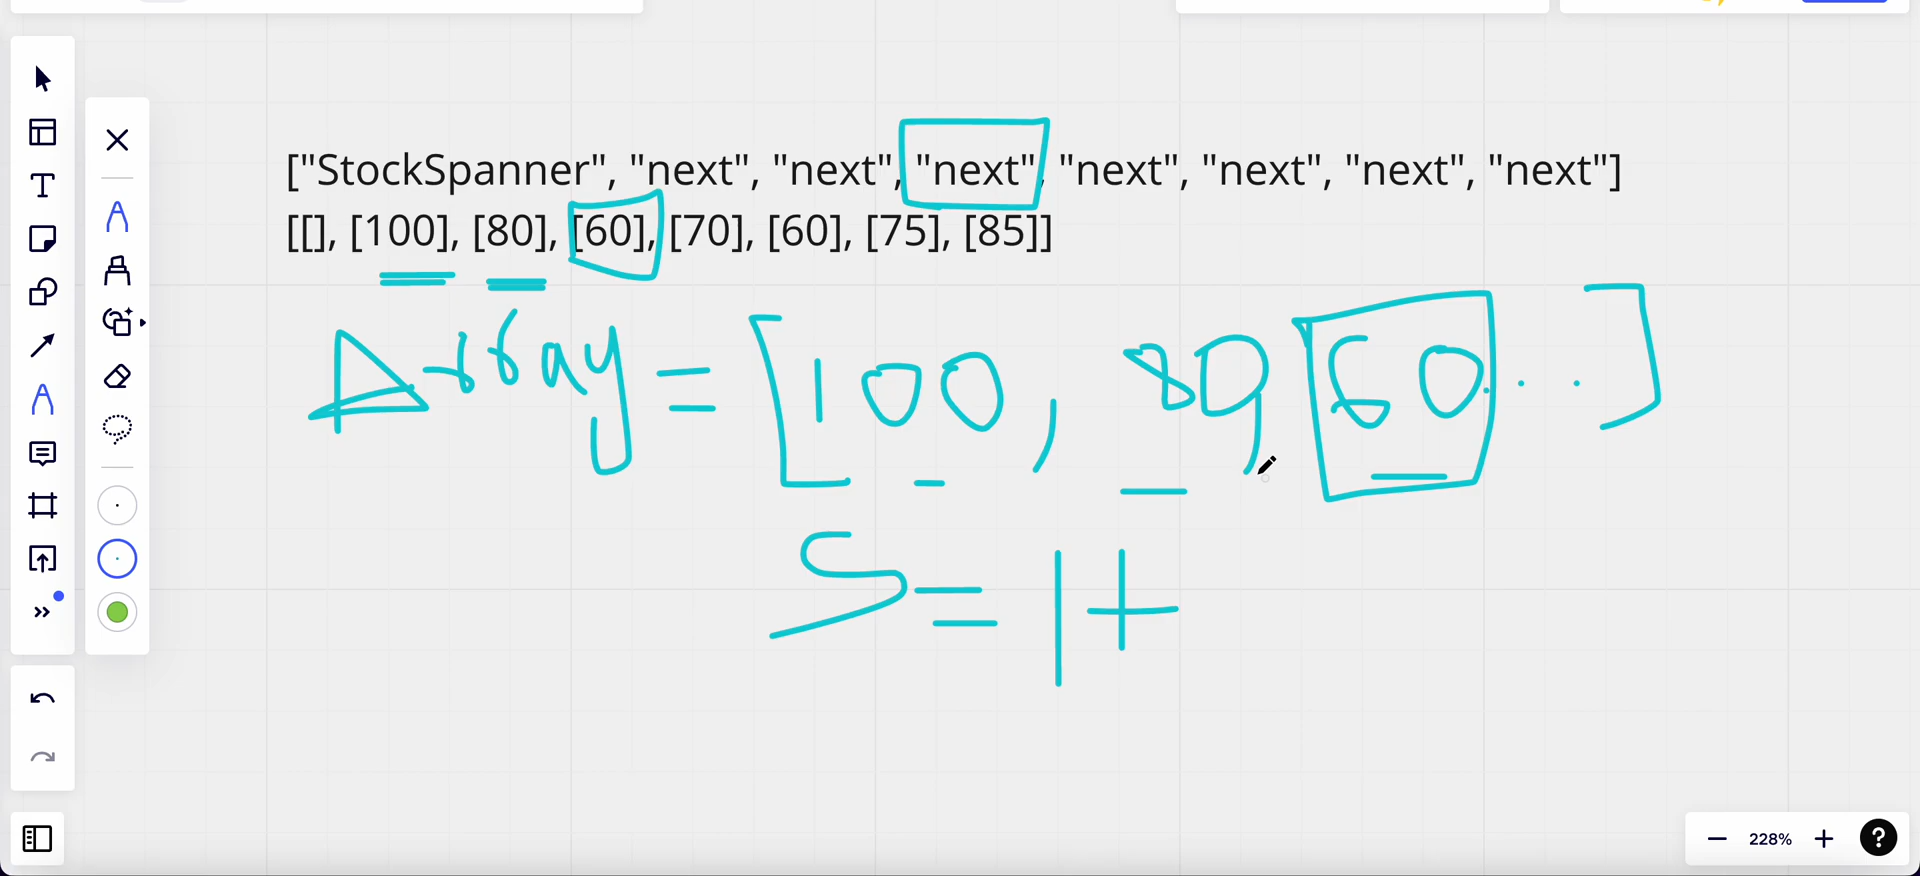 ["StockSpanner", "next", "next", "next", "next", "next", "next", "next"]
[[], [100], [80], [60], [70], [60], [75], [85]]
Array = [100, 80, 60...]
S = 1+
228%